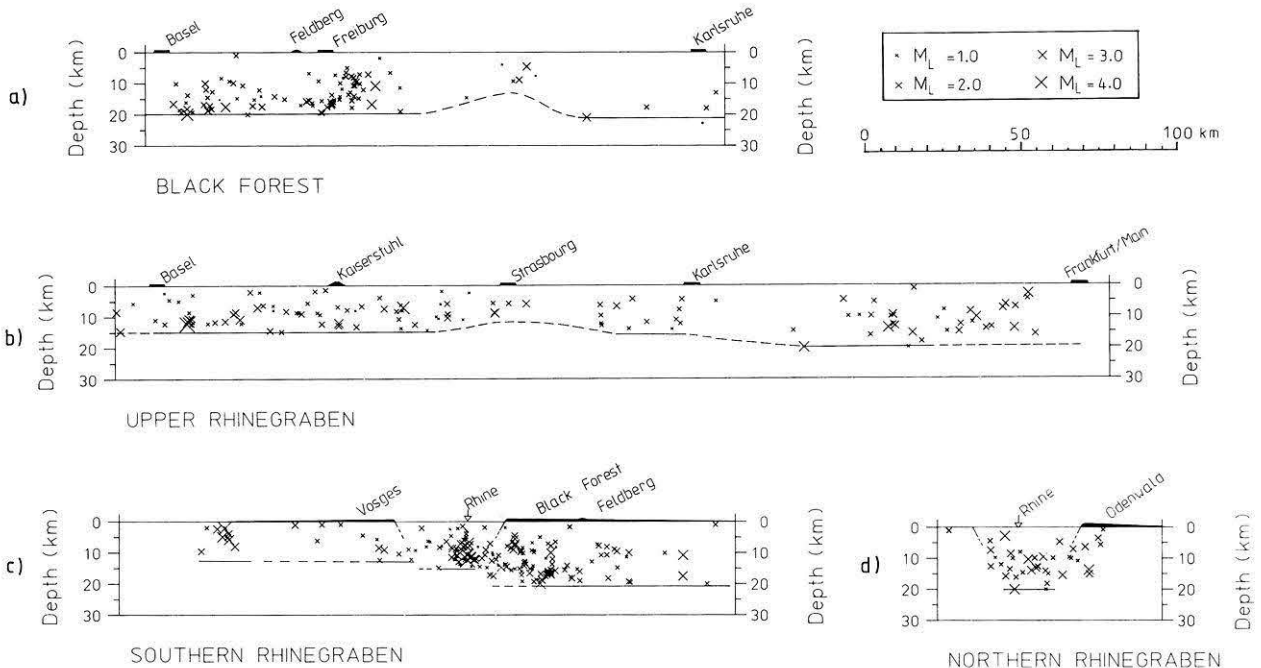 Basel
Feldberg
Freiburg
Karlsruhe
a)
Depth (km)
0
10
20
30
0
10
20
30
Depth (km)
BLACK FOREST
× M_L = 1.0
× M_L = 2.0
× M_L = 3.0
× M_L = 4.0
0 50 100 km
Basel
Kaiserstuhl
Strasbourg
Karlsruhe
Frankfurt/Main
b)
Depth (km)
0
10
20
30
0
10
20
30
Depth (km)
UPPER RHINEGRABEN
Vosges
Rhine
Black Forest
Feldberg
c)
Depth (km)
0
10
20
30
0
10
20
30
Depth (km)
SOUTHERN RHINEGRABEN
Rhine
Odenwald
d)
0
10
20
30
0
10
20
30
Depth (km)
NORTHERN RHINEGRABEN